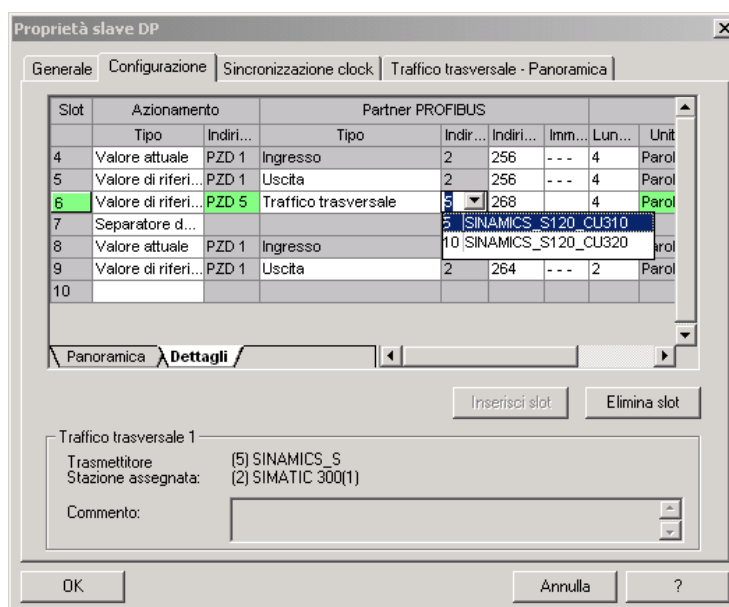 Proprietà slave DP
Generale Configurazione Sincronizzazione clock Traffico trasversale - Panoramica
Slot Azionamento Partner PROFIBUS
Tipo Indiri... Tipo Indir... Indiri... Imm... Lun... Unit
4 Valore attuale PZD 1 Ingresso 2 256 - - - 4 Parol
5 Valore di riferi... PZD 1 Uscita 2 256 - - - 4 Parol
6 Valore di riferi... PZD 5 Traffico trasversale 5 268 4 Parol
7 Separatore d... 5 SINAMICS_S120_CU310
8 Valore attuale PZD 1 Ingresso 10 SINAMICS_S120_CU320 arol
9 Valore di riferi... PZD 1 Uscita 2 264 - - - 2 Parol
10
Panoramica Dettagli
Inserisci slot Elimina slot
Traffico trasversale 1
Trasmettitore (5) SINAMICS_S
Stazione assegnata: (2) SIMATIC 300(1)
Commento:
OK Annulla ?